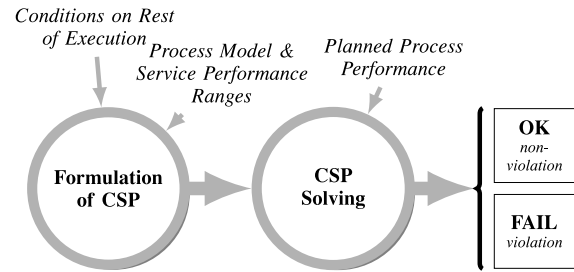 Conditions on Rest
of Execution
Process Model &
Service Performance
Ranges
Planned Process
Performance
Formulation
of CSP
CSP
Solving
OK
non-
violation
FAIL
violation